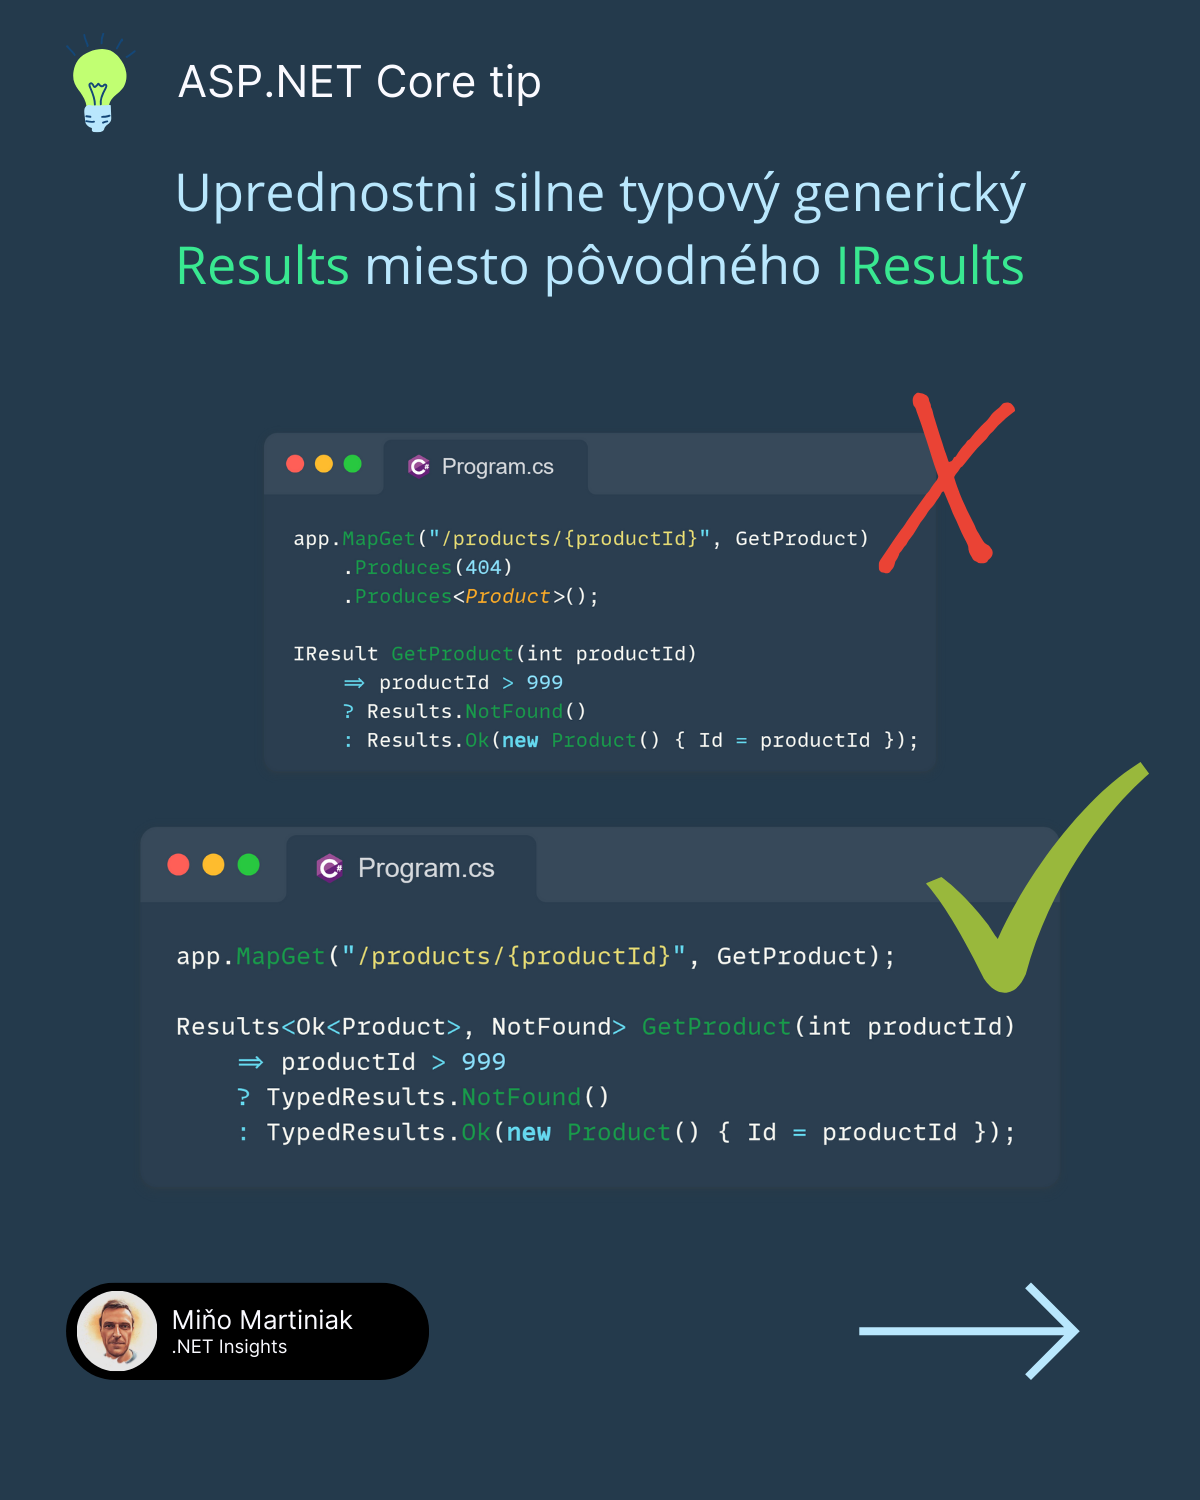 ASP.NET Core tip
Uprednostni silne typový generický
Results miesto pôvodného IResults
Program.cs
app.MapGet("/products/{productId}", GetProduct)
    .Produces(404)
    .Produces<Product>();
IResult GetProduct(int productId)
    => productId > 999
    ? Results.NotFound()
    : Results.Ok(new Product() { Id = productId });
Program.cs
app.MapGet("/products/{productId}", GetProduct);
Results<Ok<Product>, NotFound> GetProduct(int productId)
    => productId > 999
    ? TypedResults.NotFound()
    : TypedResults.Ok(new Product() { Id = productId });
Miňo Martiniak
.NET Insights